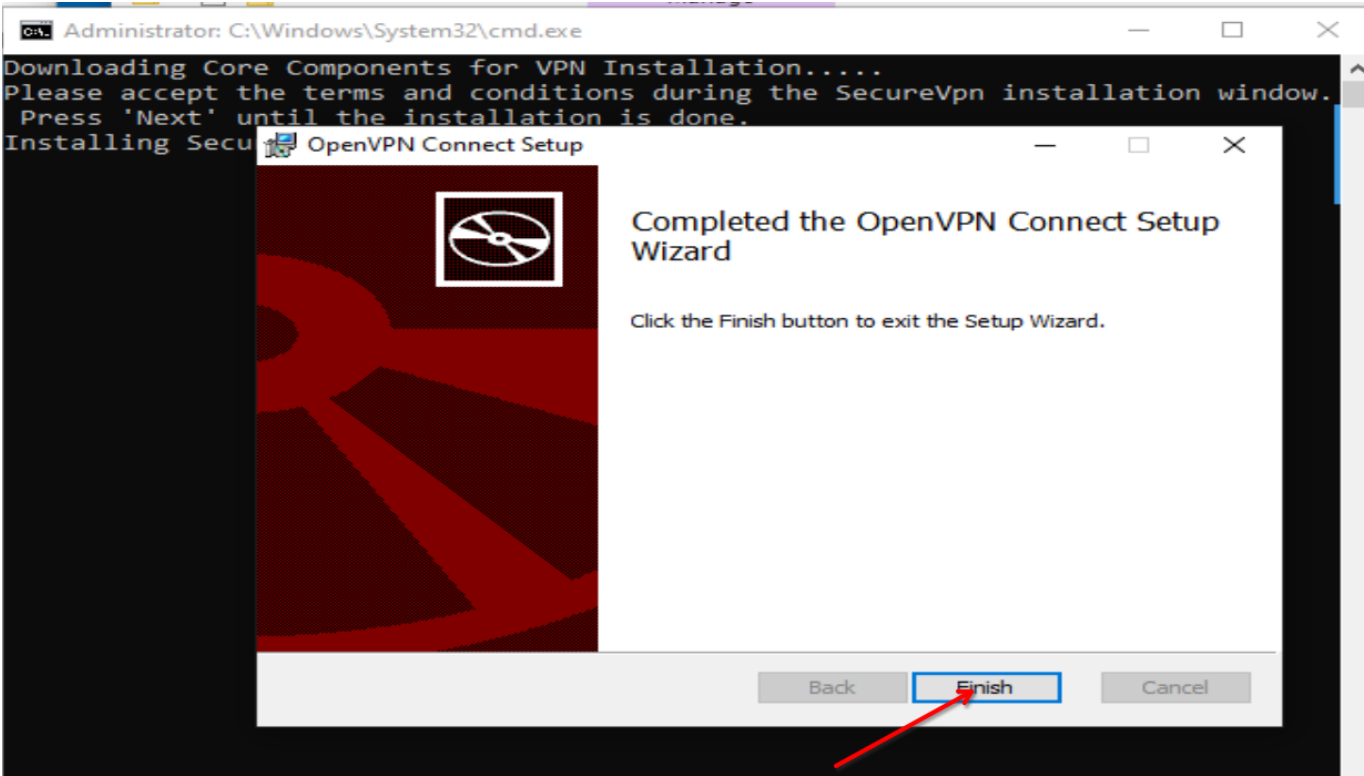 Administrator: C:\Windows\System32\cmd.exe
Downloading Core Components for VPN Installation.....
Please accept the terms and conditions during the SecureVpn installation window.
Press 'Next' until the installation is done.
Installing Secu
OpenVPN Connect Setup
Completed the OpenVPN Connect Setup
Wizard
Click the Finish button to exit the Setup Wizard.
Back
Finish
Cancel